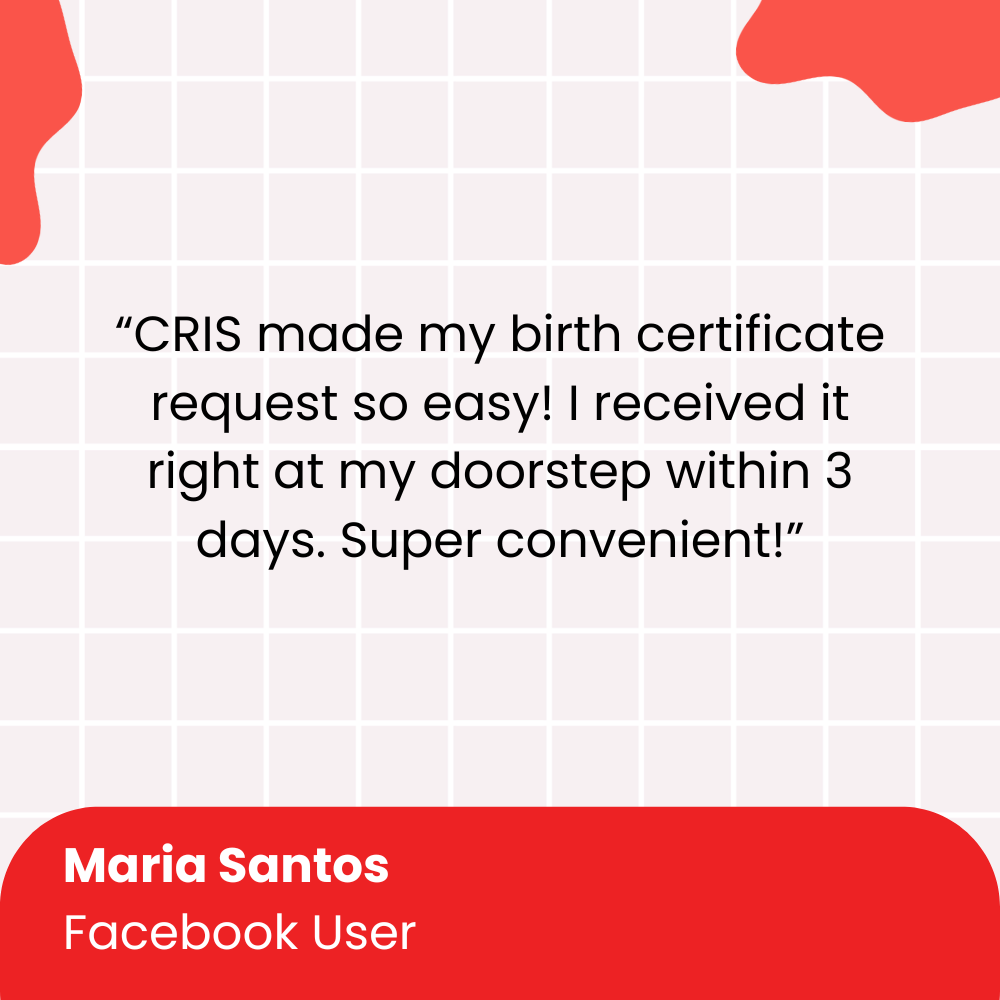 “CRIS made my birth certificate
request so easy! I received it
right at my doorstep within 3
days. Super convenient!”
Maria Santos
Facebook User